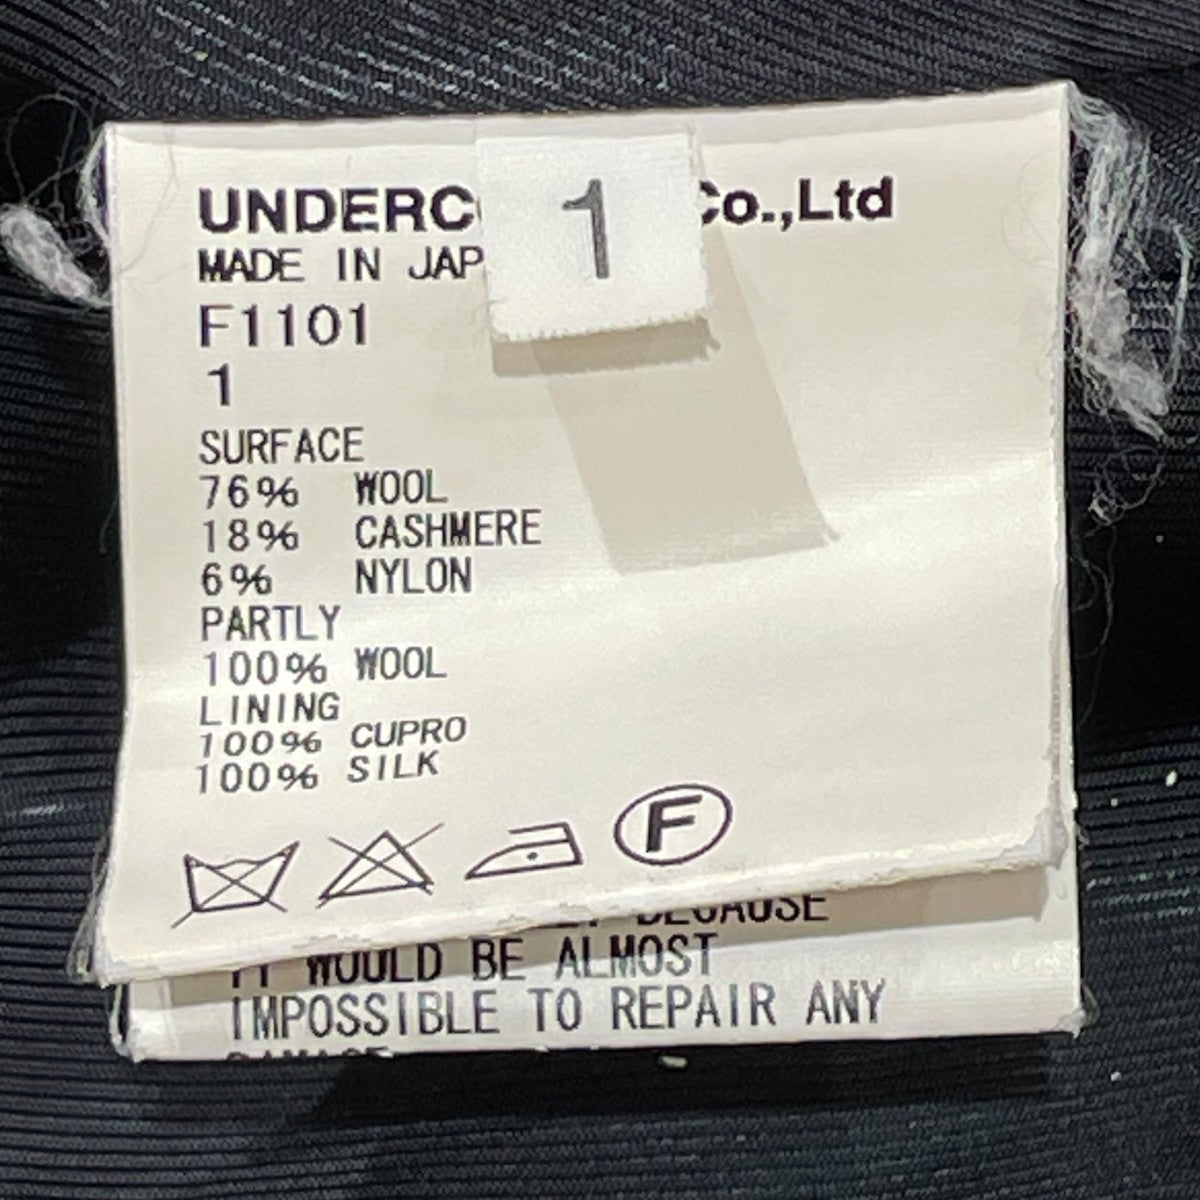 UNDERC Co.,Ltd
1
MADE IN JAP
F1101
1
SURFACE
76% WOOL
18% CASHMERE
6% NYLON
PARTLY
100% WOOL
LINING
100% CUPRO
100% SILK
F
BECAUSE
IT WOULD BE ALMOST
IMPOSSIBLE TO REPAIR ANY